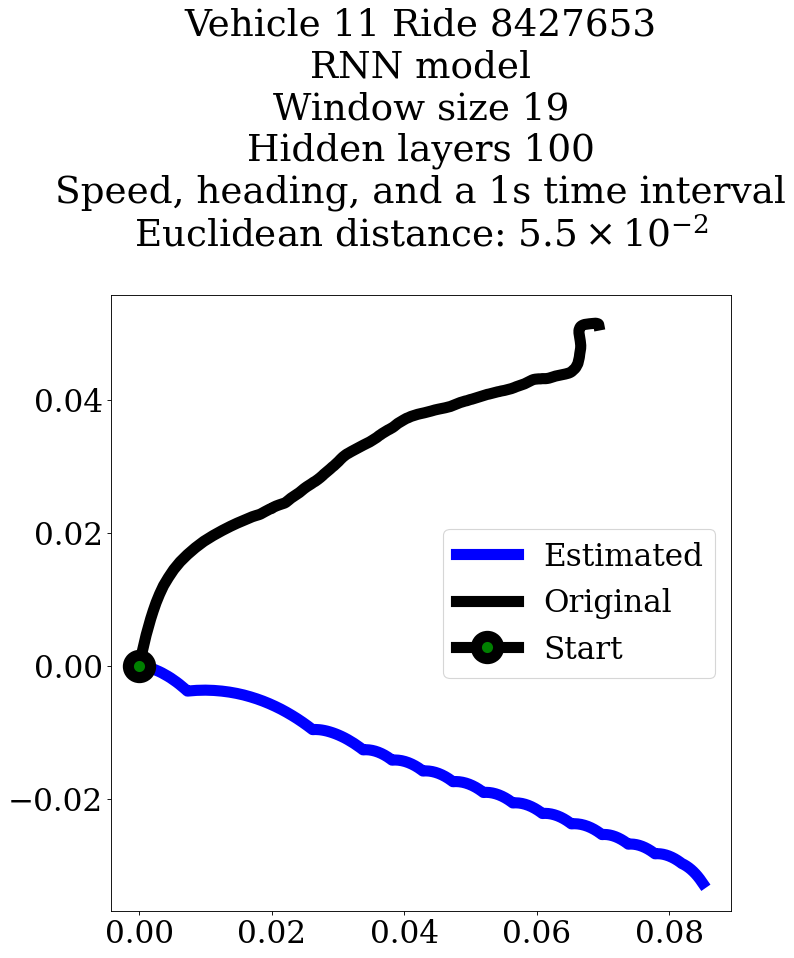 Vehicle 11 Ride 8427653
RNN model
Window size 19
Hidden layers 100
Speed, heading, and a 1s time interval
Euclidean distance: 5.5 × 10⁻²
0.04
0.02
0.00
−0.02
Estimated
Original
Start
0.00 0.02 0.04 0.06 0.08